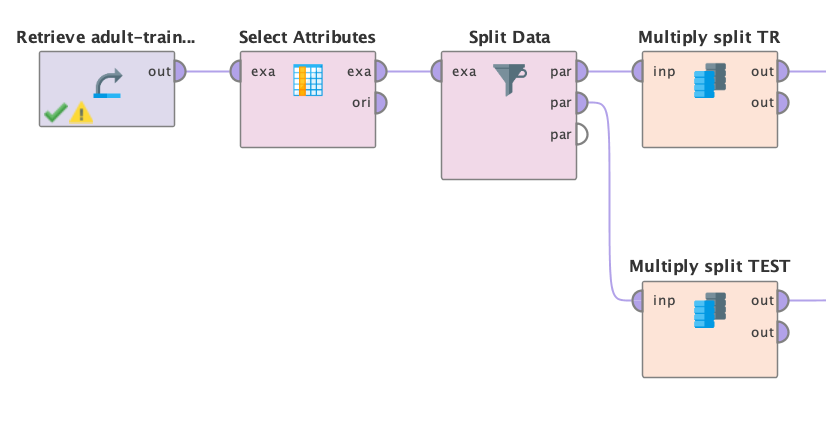 Retrieve adult-train...
out
Select Attributes
exa
exa
ori
Split Data
exa
par
par
par
Multiply split TR
inp
out
out
Multiply split TEST
inp
out
out